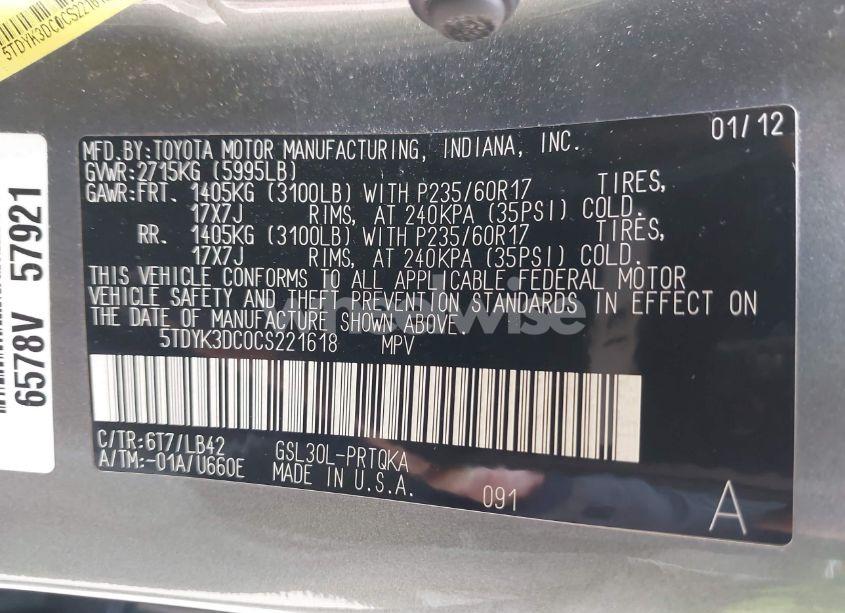 5TDYK3DC0CS221618
6578V 57921
01/12
MFD.BY:TOYOTA MOTOR MANUFACTURING, INDIANA, INC.
GVWR:2715KG (5995LB)
GAWR:FRT. 1405KG (3100LB) WITH P235/60R17 TIRES,
17X7J RIMS, AT 240KPA (35PSI) COLD.
RR. 1405KG (3100LB) WITH P235/60R17 TIRES,
17X7J RIMS, AT 240KPA (35PSI) COLD.
THIS VEHICLE CONFORMS TO ALL APPLICABLE FEDERAL MOTOR
VEHICLE SAFETY AND THEFT PREVENTION STANDARDS IN EFFECT ON
THE DATE OF MANUFACTURE SHOWN ABOVE.
5TDYK3DC0CS221618 MPV
C/TR:6T7/LB42 GSL30L-PRTQKA
A/TM:-01A/U660E MADE IN U.S.A.
091
A